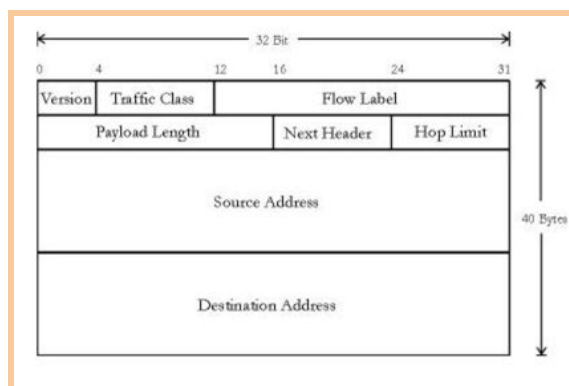 32 Bit
0 4 12 16 24 31
Version Traffic Class Flow Label
Payload Length Next Header Hop Limit
Source Address
40 Bytes
Destination Address